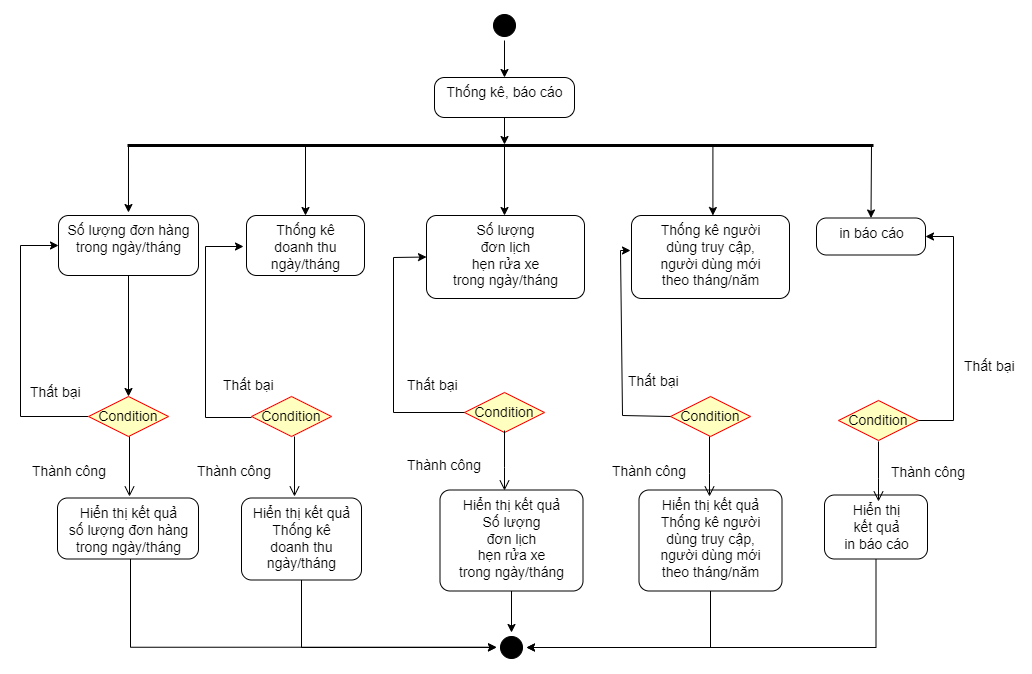 Thống kê, báo cáo
Số lượng đơn hàng
trong ngày/tháng
Thống kê
doanh thu
ngày/tháng
Số lượng
đơn lịch
hẹn rửa xe
trong ngày/tháng
Thống kê người
dùng truy cập,
người dùng mới
theo tháng/năm
in báo cáo
Thất bại
Thất bại
Thất bại
Thất bại
Thất bại
Condition
Condition
Condition
Condition
Condition
Thành công
Thành công
Thành công
Thành công
Thành công
Hiển thị kết quả
số lượng đơn hàng
trong ngày/tháng
Hiển thị kết quả
Thống kê
doanh thu
ngày/tháng
Hiển thị kết quả
Số lượng
đơn lịch
hẹn rửa xe
trong ngày/tháng
Hiển thị kết quả
Thống kê người
dùng truy cập,
người dùng mới
theo tháng/năm
Hiển thị
kết quả
in báo cáo